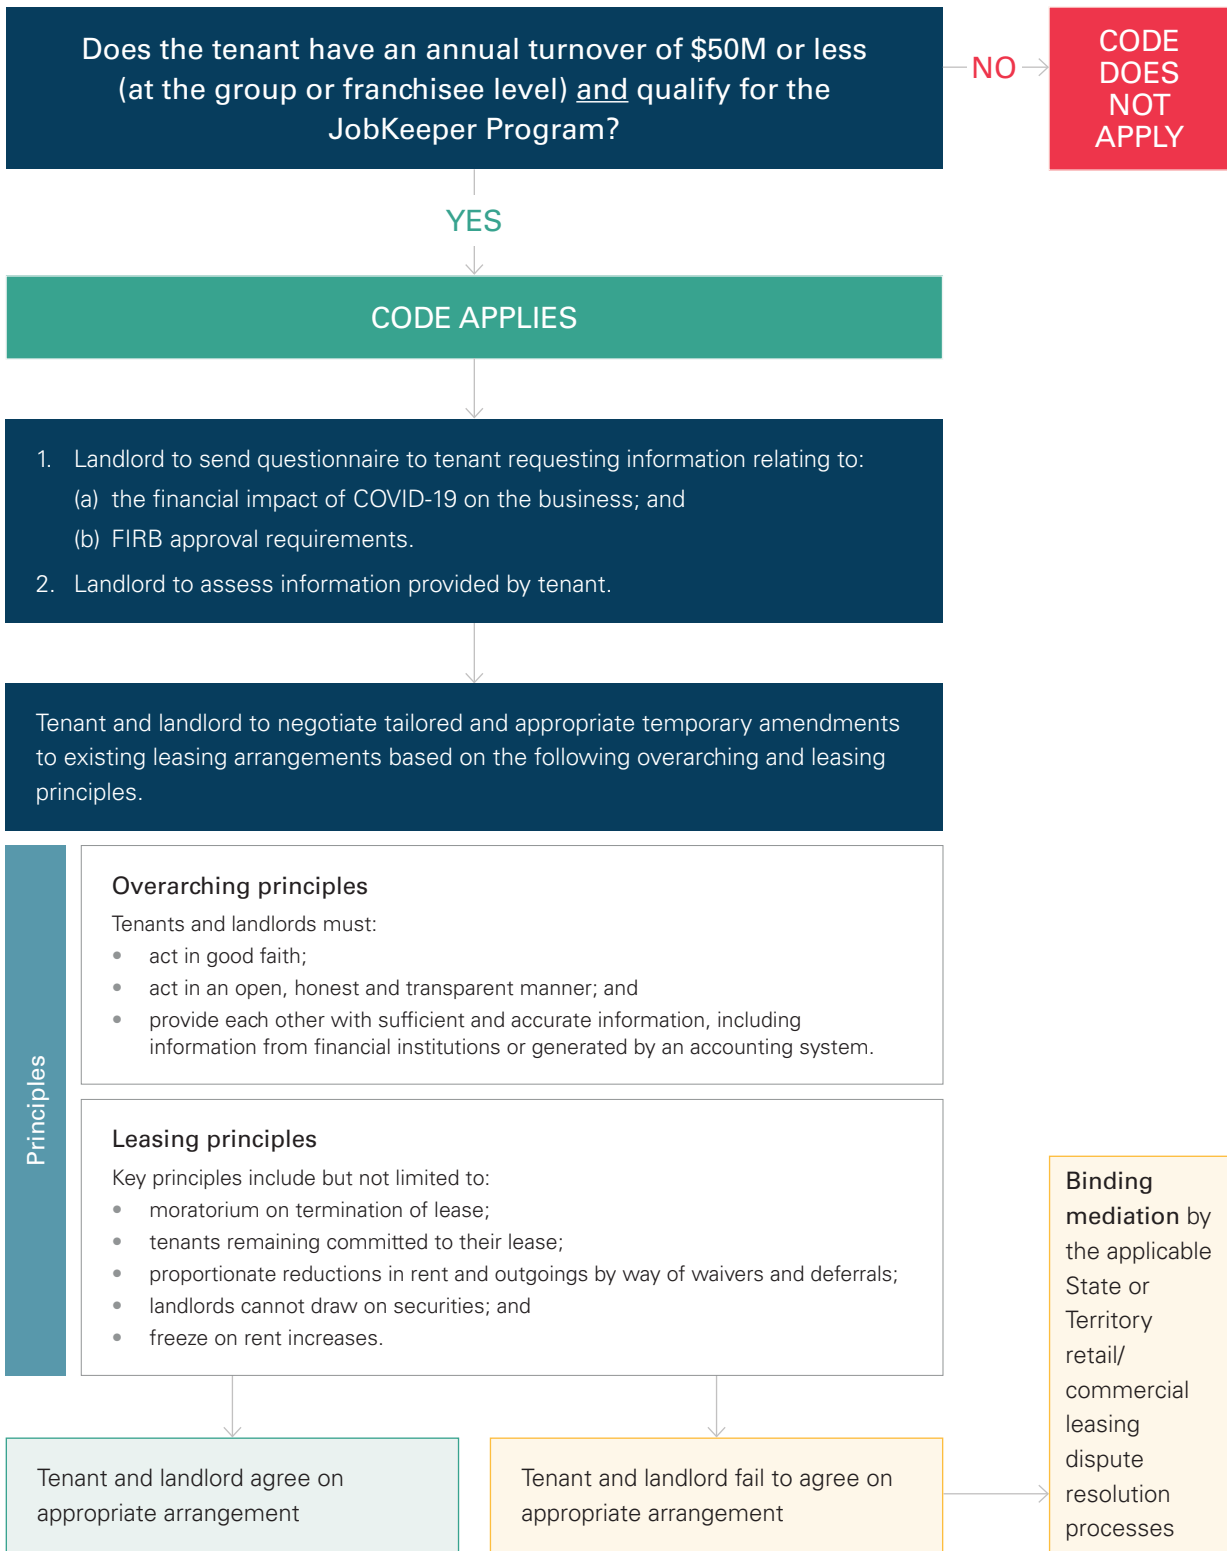 Does the tenant have an annual turnover of $50M or less
(at the group or franchisee level) and qualify for the
JobKeeper Program?
NO
CODE
DOES
NOT
APPLY
YES
CODE APPLIES
1. Landlord to send questionnaire to tenant requesting information relating to:
(a) the financial impact of COVID-19 on the business; and
(b) FIRB approval requirements.
2. Landlord to assess information provided by tenant.
Tenant and landlord to negotiate tailored and appropriate temporary amendments
to existing leasing arrangements based on the following overarching and leasing
principles.
Principles
Overarching principles
Tenants and landlords must:
• act in good faith;
• act in an open, honest and transparent manner; and
• provide each other with sufficient and accurate information, including
information from financial institutions or generated by an accounting system.
Leasing principles
Key principles include but not limited to:
• moratorium on termination of lease;
• tenants remaining committed to their lease;
• proportionate reductions in rent and outgoings by way of waivers and deferrals;
• landlords cannot draw on securities; and
• freeze on rent increases.
Tenant and landlord agree on
appropriate arrangement
Tenant and landlord fail to agree on
appropriate arrangement
Binding
mediation by
the applicable
State or
Territory
retail/
commercial
leasing
dispute
resolution
processes